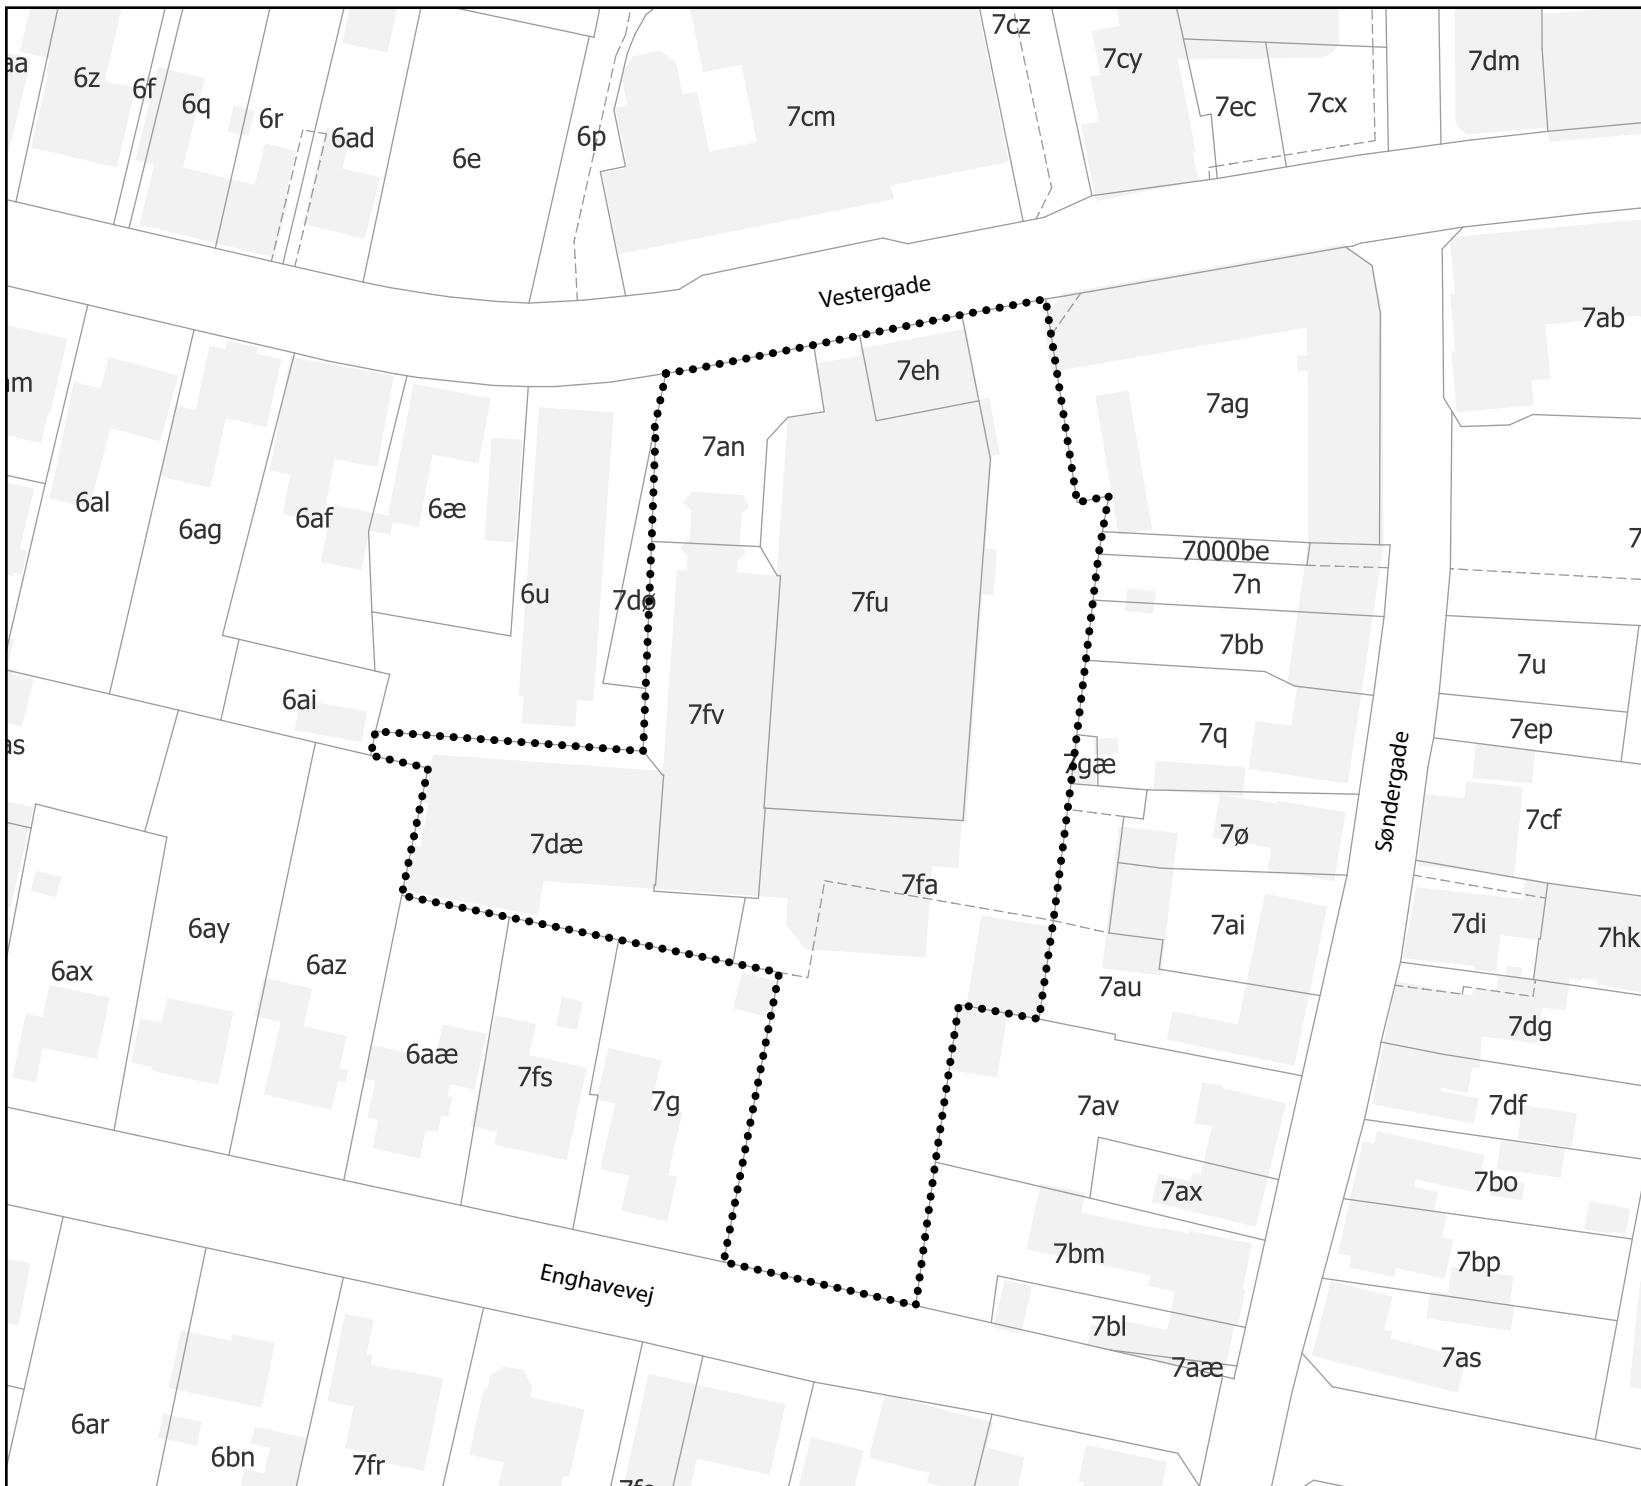 7cz
7cy
7dm
aa
6z
6f
6q
6r
6ad
6e
6p
7cm
7ec
7cx
Vestergade
7ab
7eh
7ag
7an
6al
6ag
6af
6æ
6u
7dø
7fu
7000be
7n
7bb
7u
6ai
7fv
7q
7ep
as
7gæ
Søndergade
7dæ
7ø
7cf
7fa
6ay
6az
6ax
7ai
7di
7hk
7au
7dg
6aæ
7fs
7g
7av
7df
7ax
7bo
7bm
7bp
Enghavevej
7bl
7aæ
7as
6ar
6bn
7fr